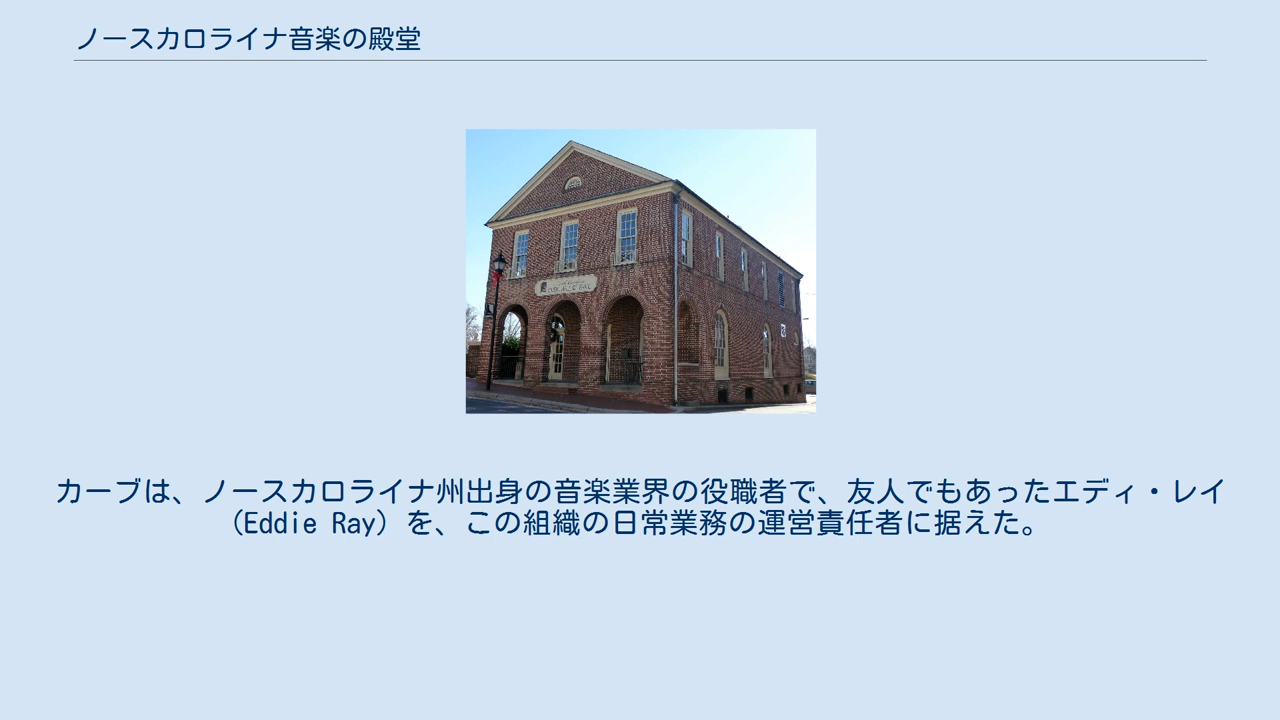 ノースカロライナ音楽の殿堂
カーブは、ノースカロライナ州出身の音楽業界の役職者で、友人でもあったエディ・レイ
（Eddie Ray）を、この組織の日常業務の運営責任者に据えた。